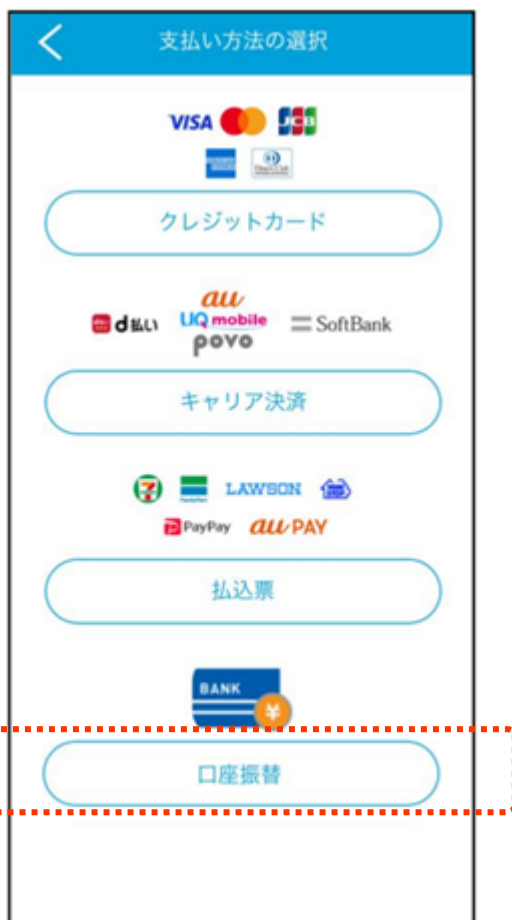 支払い方法の選択
VISA JCB
クレジットカード
au
d払い UQ mobile SoftBank
povo
キャリア決済
LAWSON
PayPay au PAY
払込票
BANK
¥
口座振替